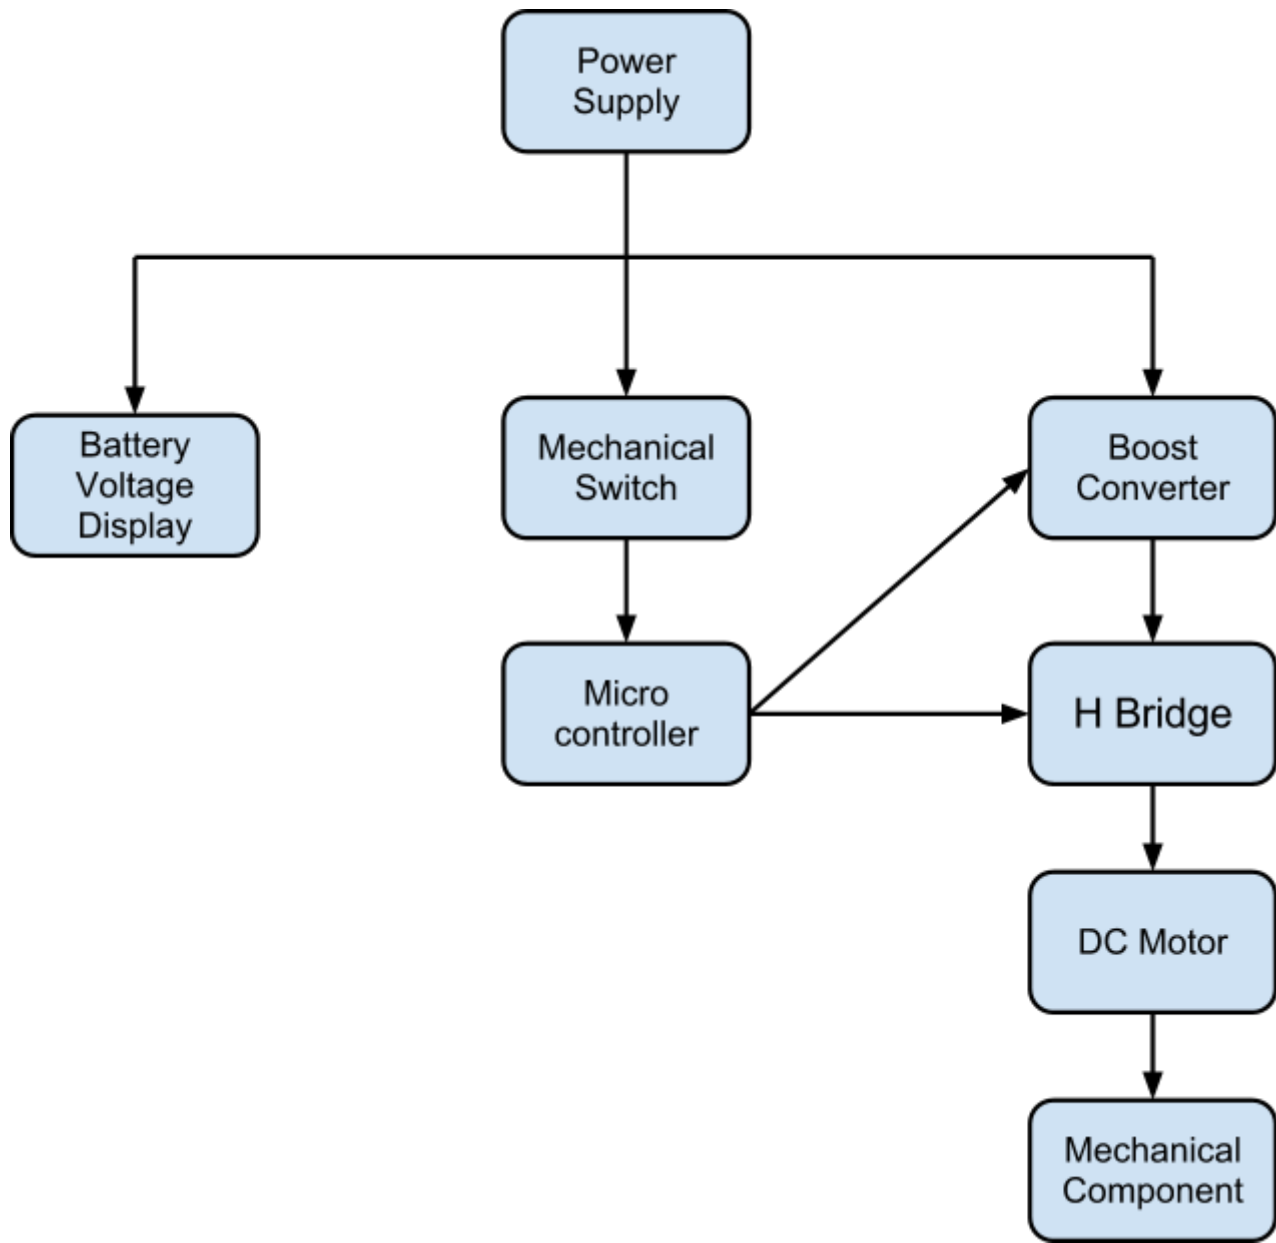 Power
Supply
Battery
Voltage
Display
Mechanical
Switch
Boost
Converter
Micro
controller
H Bridge
DC Motor
Mechanical
Component